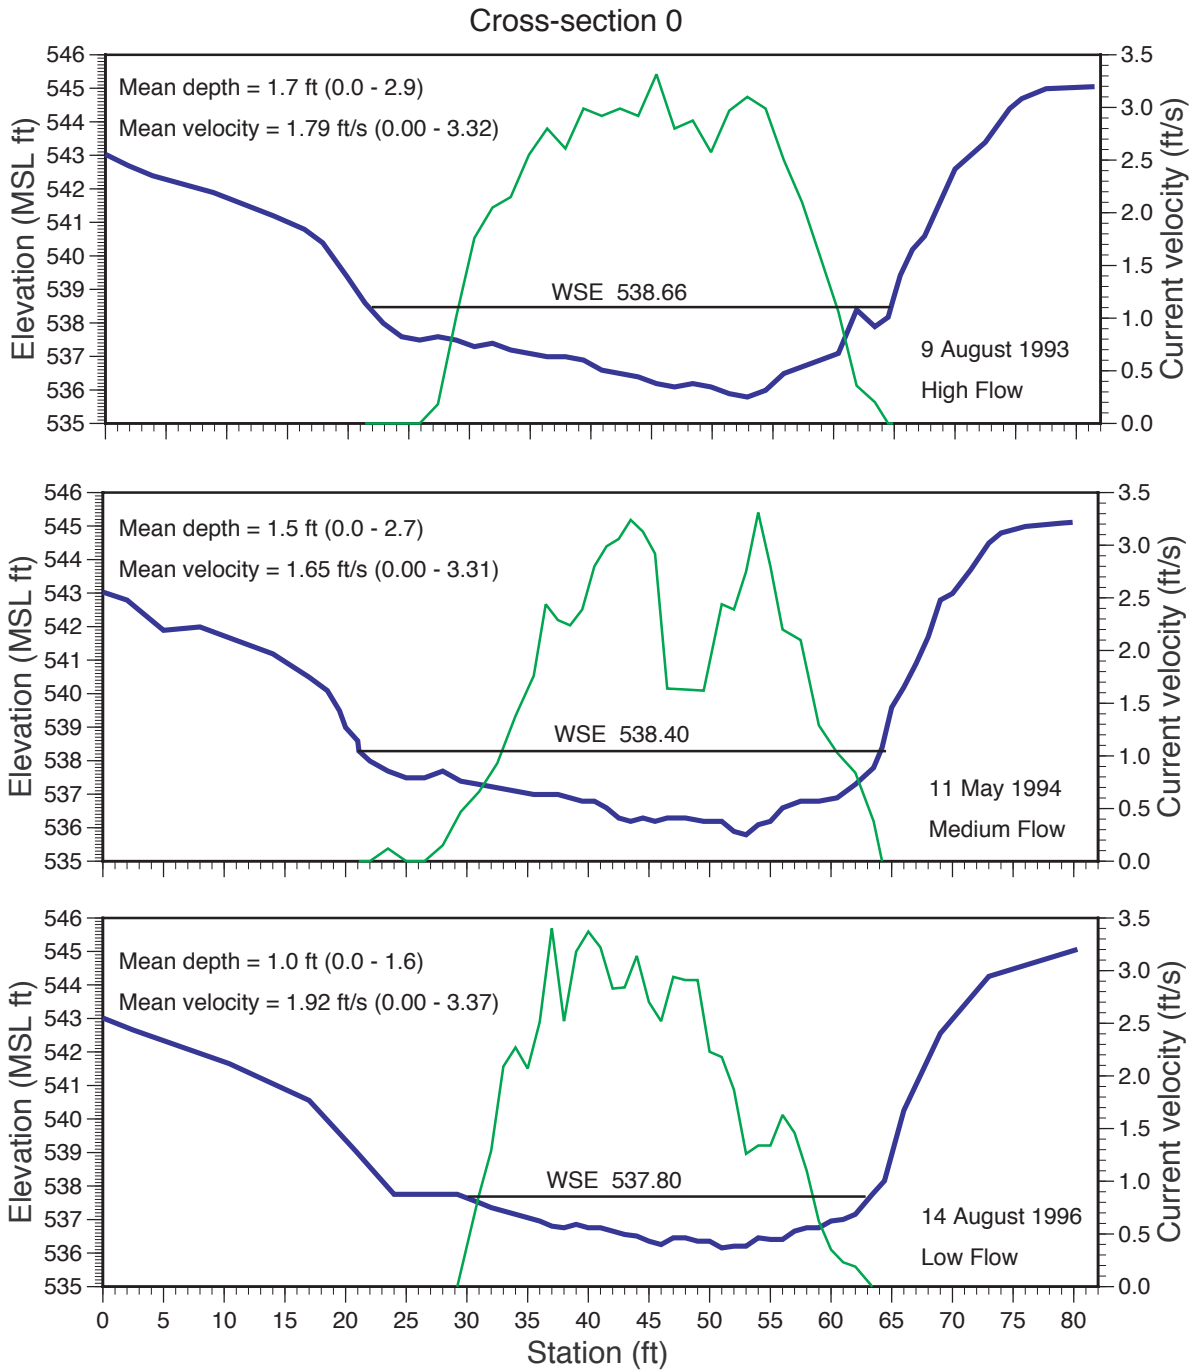 Cross-section 0
Elevation (MSL ft)
546
545
544
543
542
541
540
539
538
537
536
535
Mean depth = 1.7 ft (0.0 - 2.9)
Mean velocity = 1.79 ft/s (0.00 - 3.32)
WSE 538.66
9 August 1993
High Flow
3.5
3.0
2.5
2.0
1.5
1.0
0.5
0.0
Current velocity (ft/s)
Elevation (MSL ft)
546
545
544
543
542
541
540
539
538
537
536
535
Mean depth = 1.5 ft (0.0 - 2.7)
Mean velocity = 1.65 ft/s (0.00 - 3.31)
WSE 538.40
11 May 1994
Medium Flow
3.5
3.0
2.5
2.0
1.5
1.0
0.5
0.0
Current velocity (ft/s)
Elevation (MSL ft)
546
545
544
543
542
541
540
539
538
537
536
535
Mean depth = 1.0 ft (0.0 - 1.6)
Mean velocity = 1.92 ft/s (0.00 - 3.37)
WSE 537.80
14 August 1996
Low Flow
3.5
3.0
2.5
2.0
1.5
1.0
0.5
0.0
Current velocity (ft/s)
0 5 10 15 20 25 30 35 40 45 50 55 60 65 70 75 80
Station (ft)